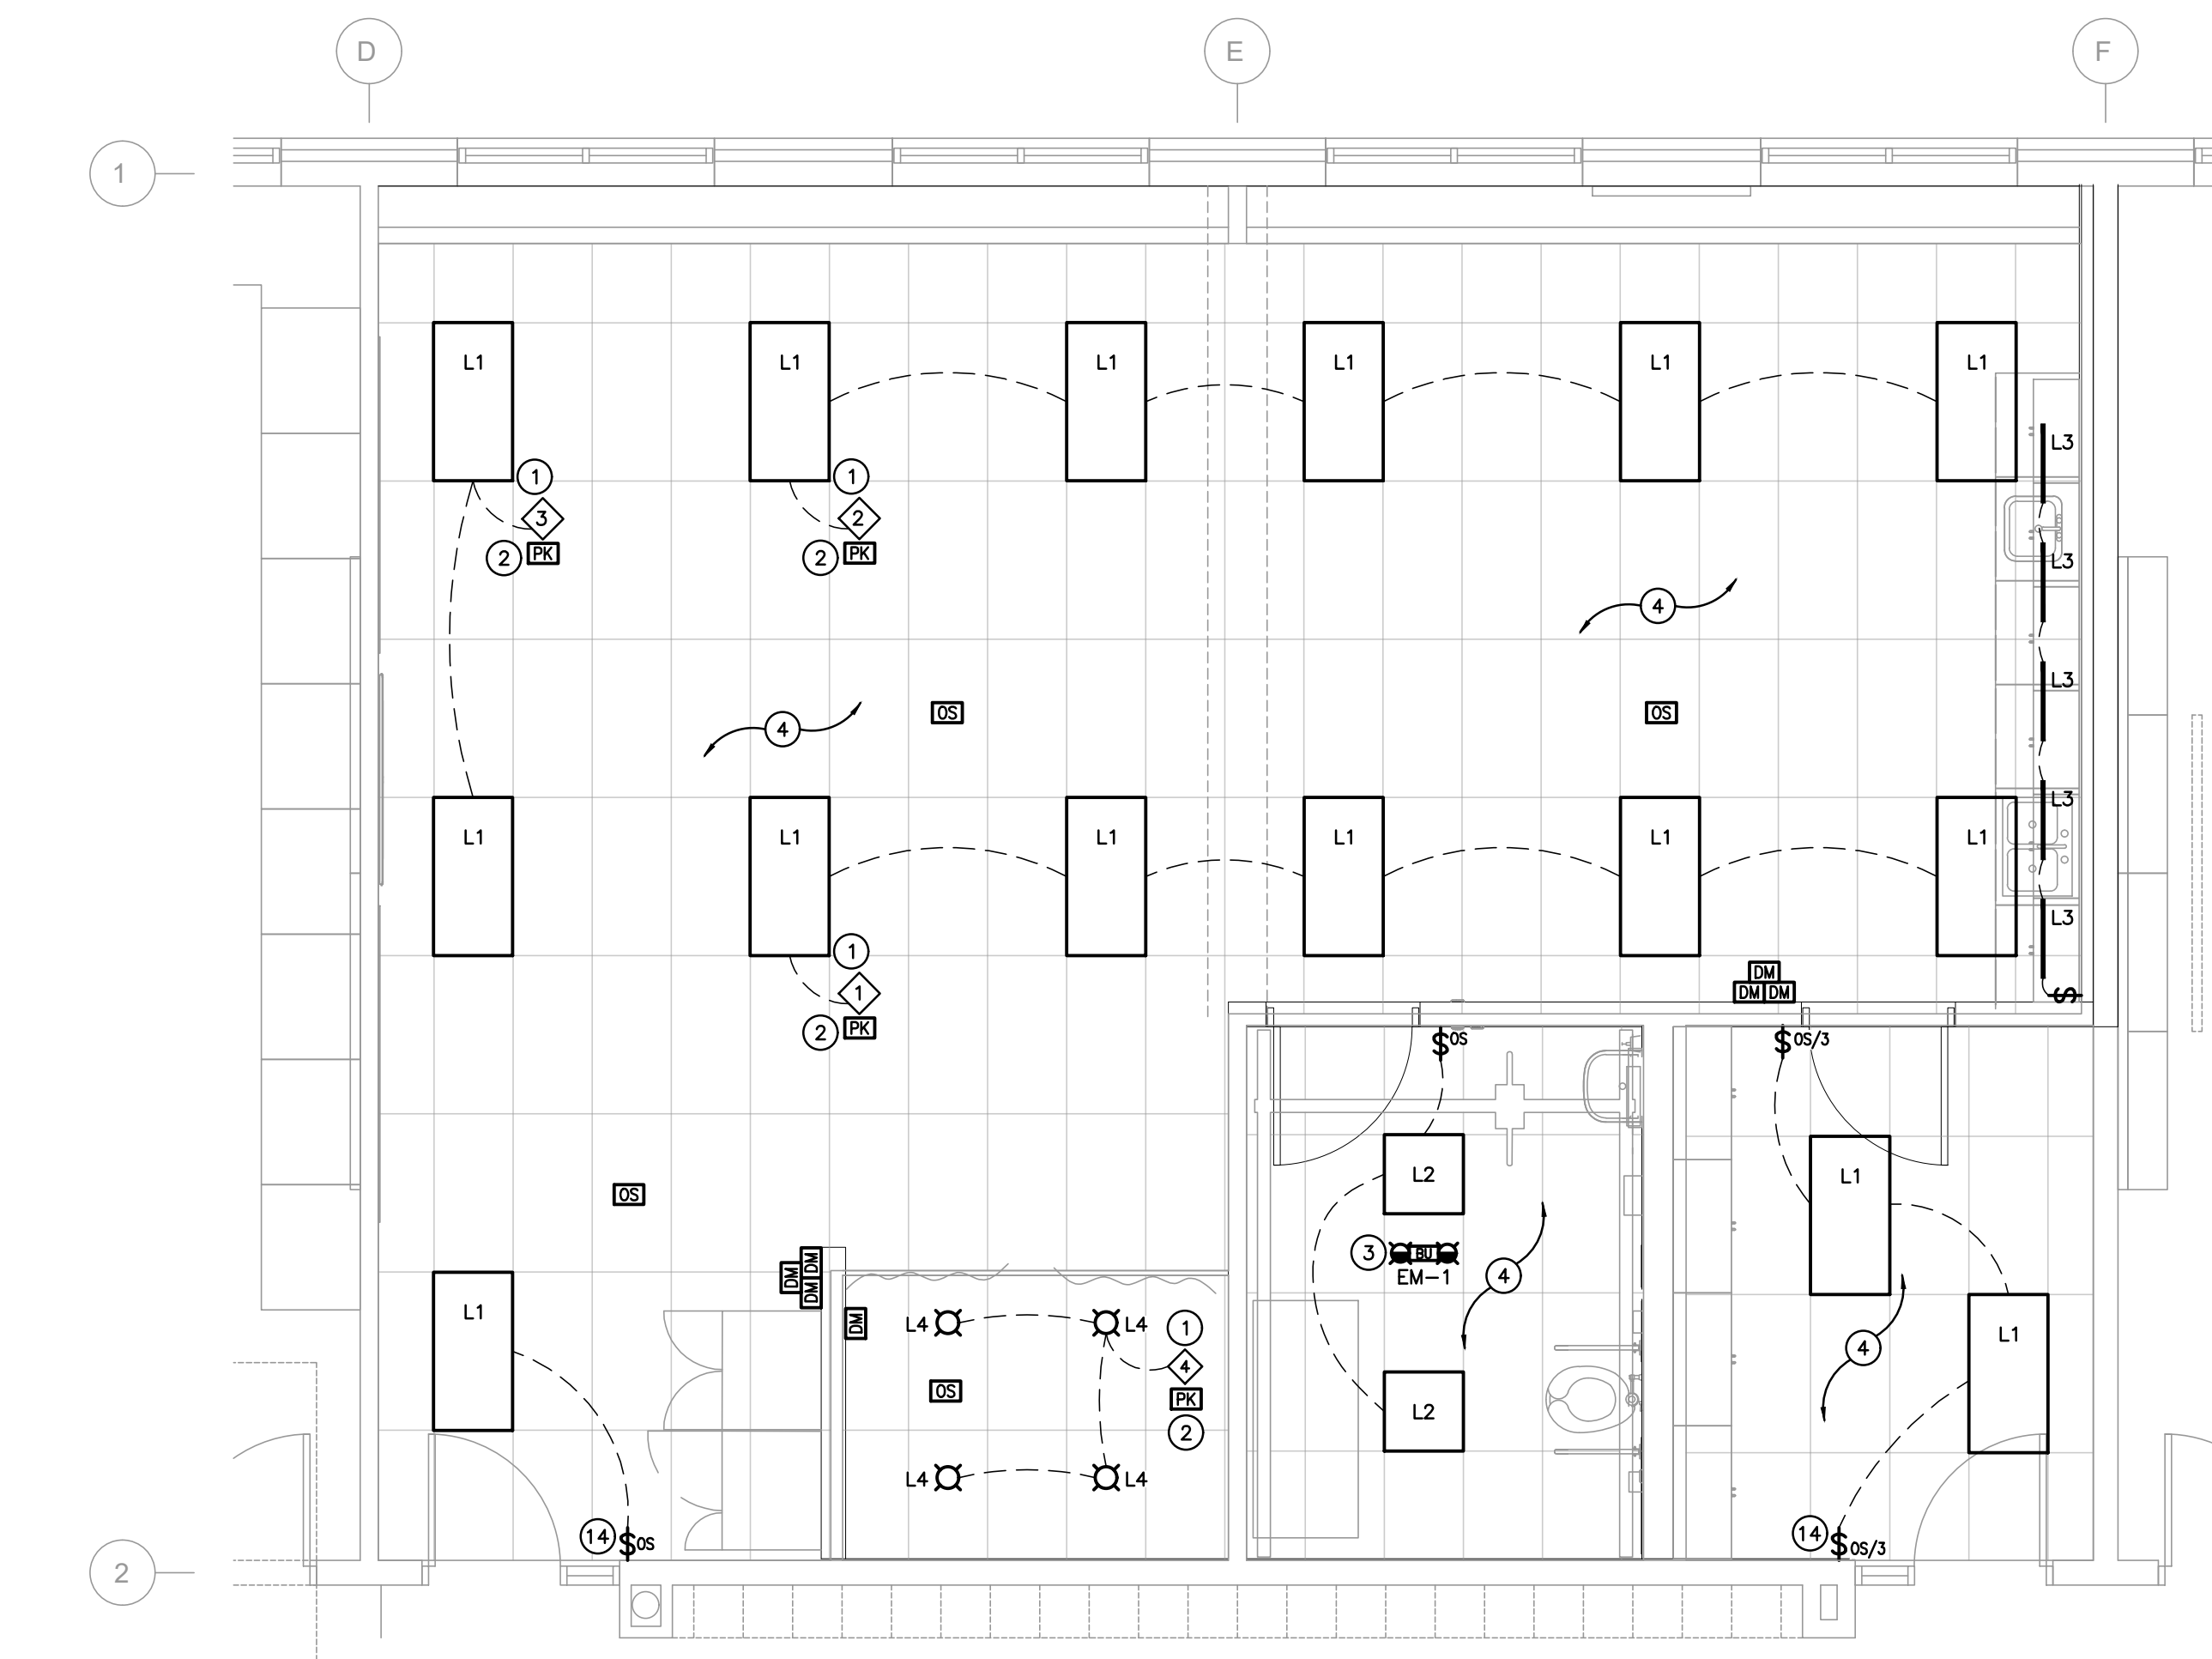 D E F
1
L1 L1 L1 L1 L1 L1
L3
1 1
3 2
2 PK 2 PK
L3
4
L3
OS OS
4
L3
L1 L1 L1 L1 L1 L1
L3
1
DM
1
DM DM $
2 PK
$OS $OS/3
L2 L1
OS
DM
3 BU
DM
EM-1
4
DM
L1
L4 L4 1
DM
L1
4
4
OS
PK
L2
2
L4 L4
14 $OS
14 $OS/3
2